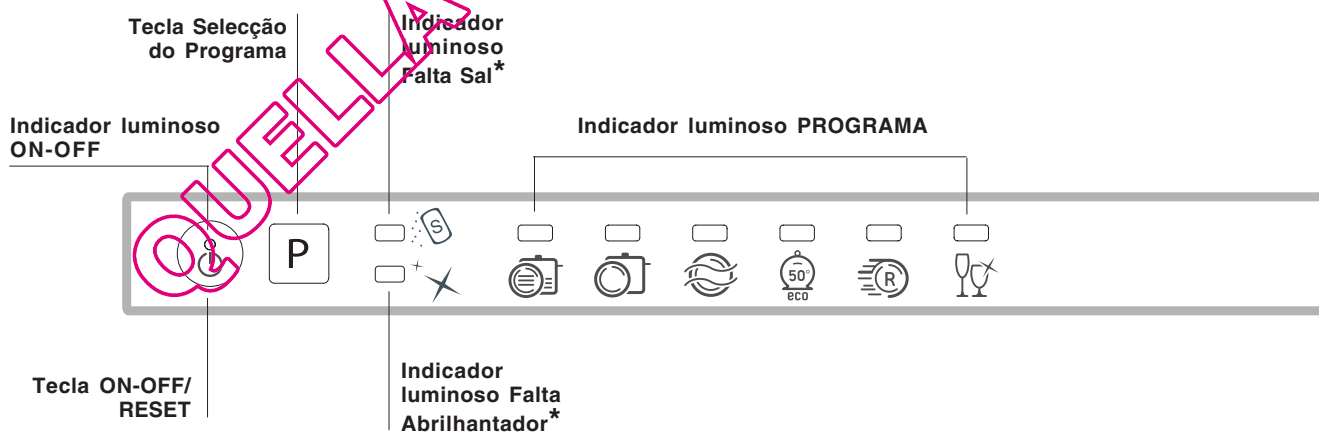 Tecla Selecção
do Programa
Indicador
luminoso
Falta Sal*
Indicador luminoso
ON-OFF
Indicador luminoso PROGRAMA
QUELLA
P
S
50°
eco
R
Tecla ON-OFF/
RESET
Indicador
luminoso Falta
Abrilhantador*